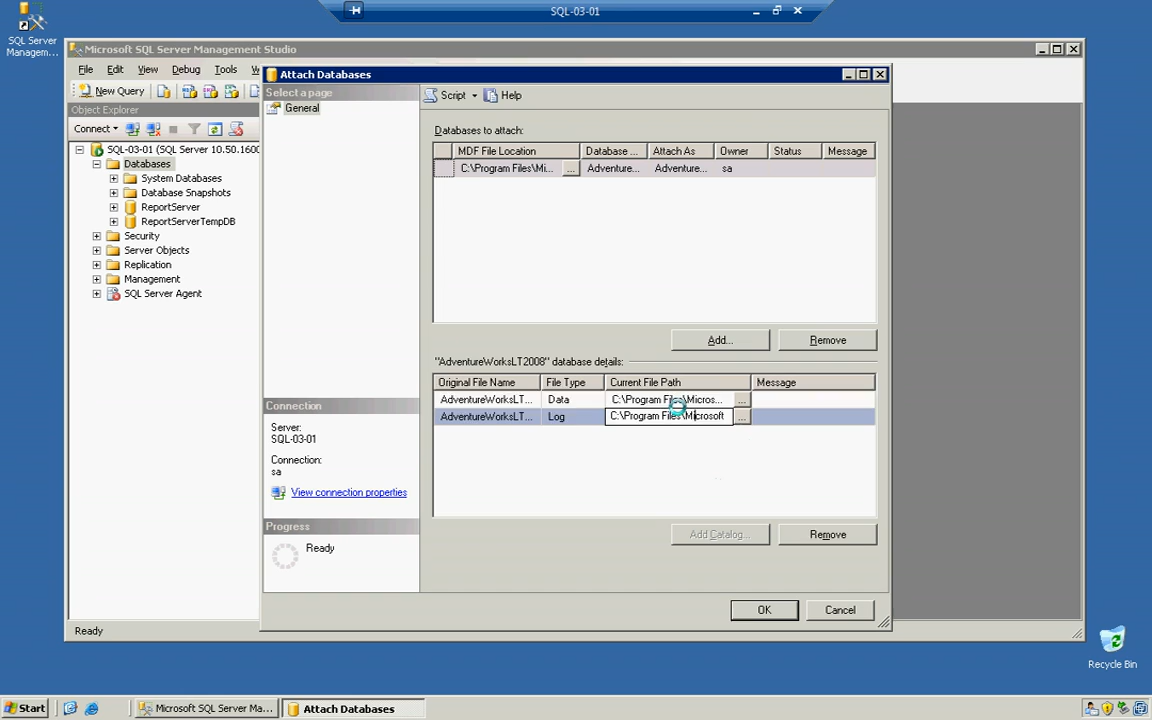 SQL-03-01
SQL Server
Managem...
Microsoft SQL Server Management Studio
File Edit View Debug Tools
New Query
Object Explorer
Connect
SQL-03-01 (SQL Server 10.50.1600
Databases
System Databases
Database Snapshots
ReportServer
ReportServerTempDB
Security
Server Objects
Replication
Management
SQL Server Agent
Ready
Attach Databases
Select a page
General
Script Help
Databases to attach:
MDF File Location Database ... Attach As Owner Status Message
C:\Program Files\Mi... ... Adventure... Adventure... sa
Add... Remove
"AdventureWorksLT2008" database details:
Original File Name File Type Current File Path Message
AdventureWorksLT... Data C:\Program Files\Micros... ...
AdventureWorksLT... Log C:\Program Files\Microsoft ...
Add Catalog... Remove
Connection
Server:
SQL-03-01
Connection:
sa
View connection properties
Progress
Ready
OK Cancel
Recycle Bin
Start Microsoft SQL Server Ma... Attach Databases